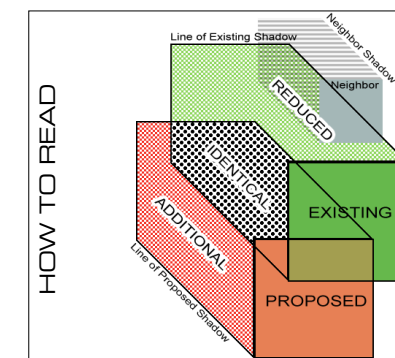 HOW TO READ
Line of Existing Shadow
Neighbor Shadow
Neighbor
REDUCED
IDENTICAL
ADDITIONAL
EXISTING
PROPOSED
Line of Proposed Shadow